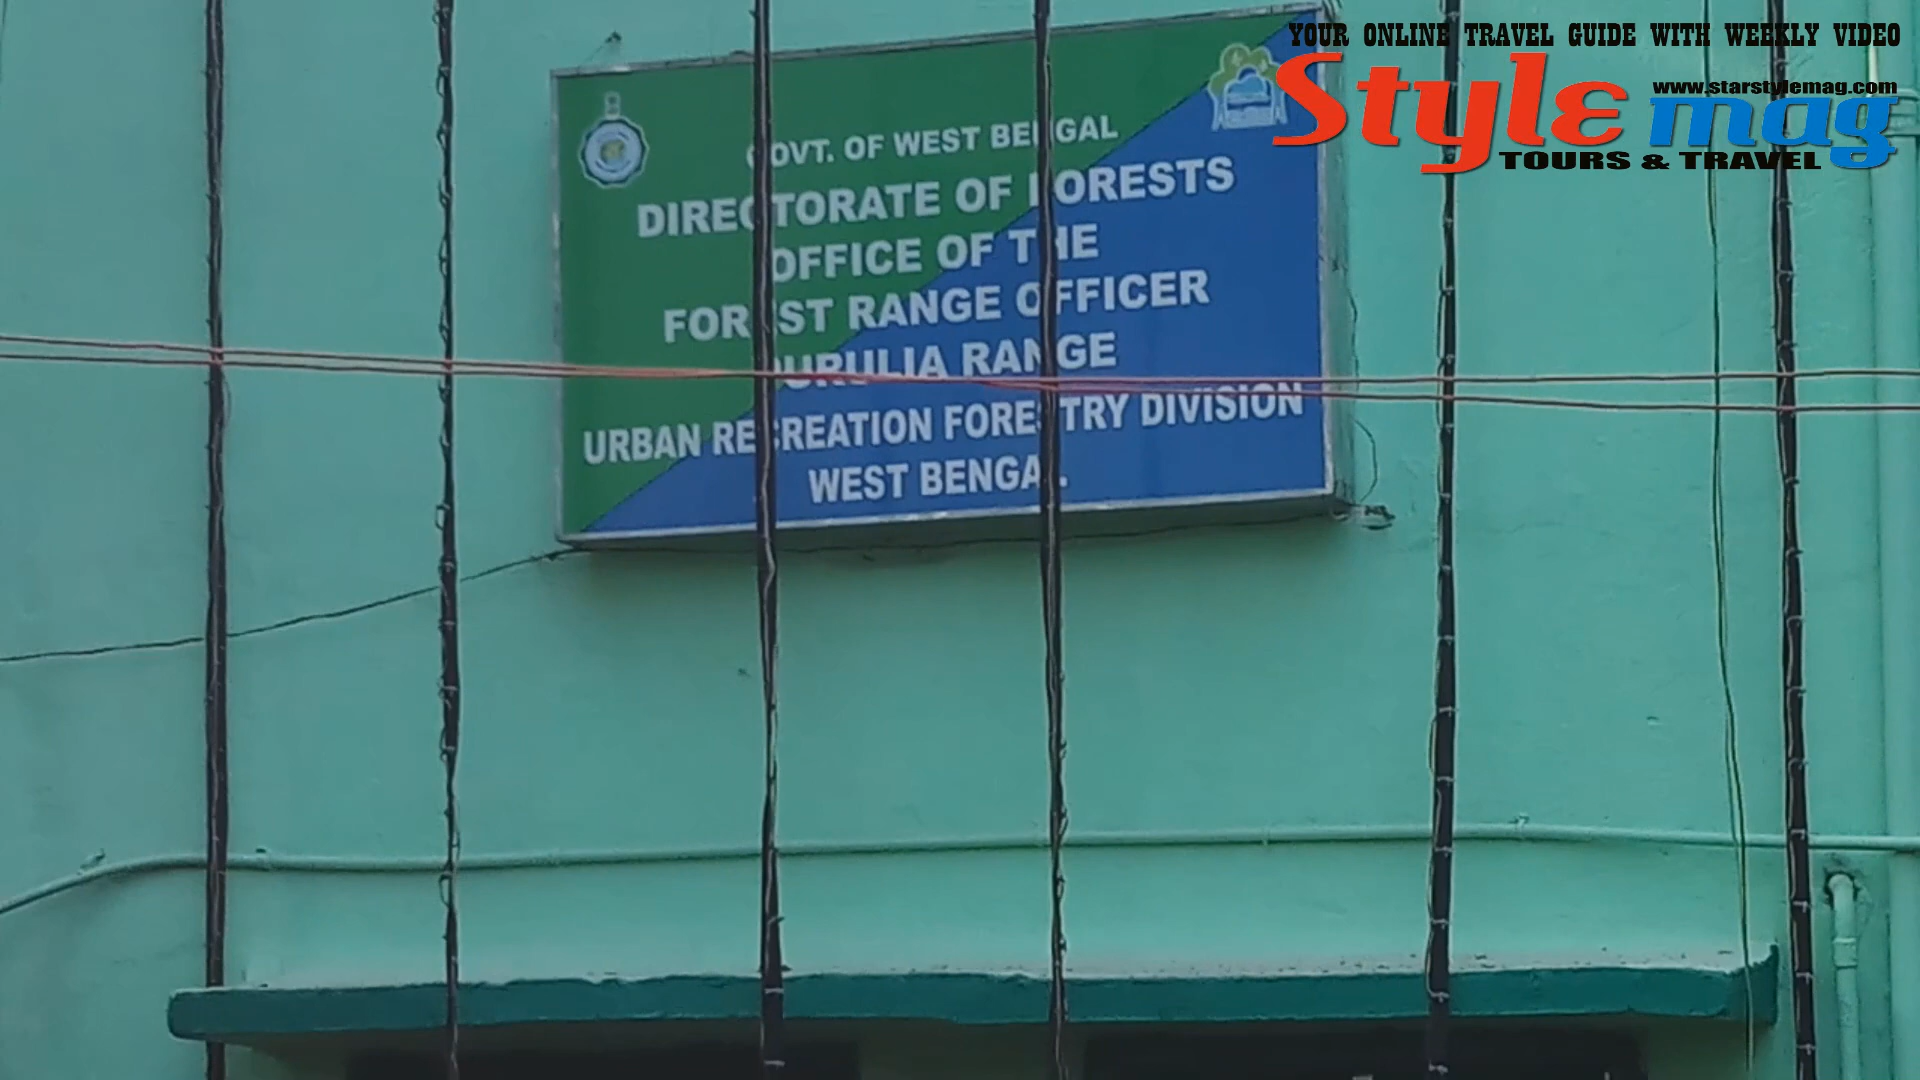 YOUR ONLINE TRAVEL GUIDE WITH WEEKLY VIDEO
Style mag
www.starstylemag.com
TOURS & TRAVEL
GOVT. OF WEST BENGAL
DIRECTORATE OF FORESTS
OFFICE OF THE
FOREST RANGE OFFICER
PURULIA RANGE
URBAN RECREATION FORESTRY DIVISION
WEST BENGAL.